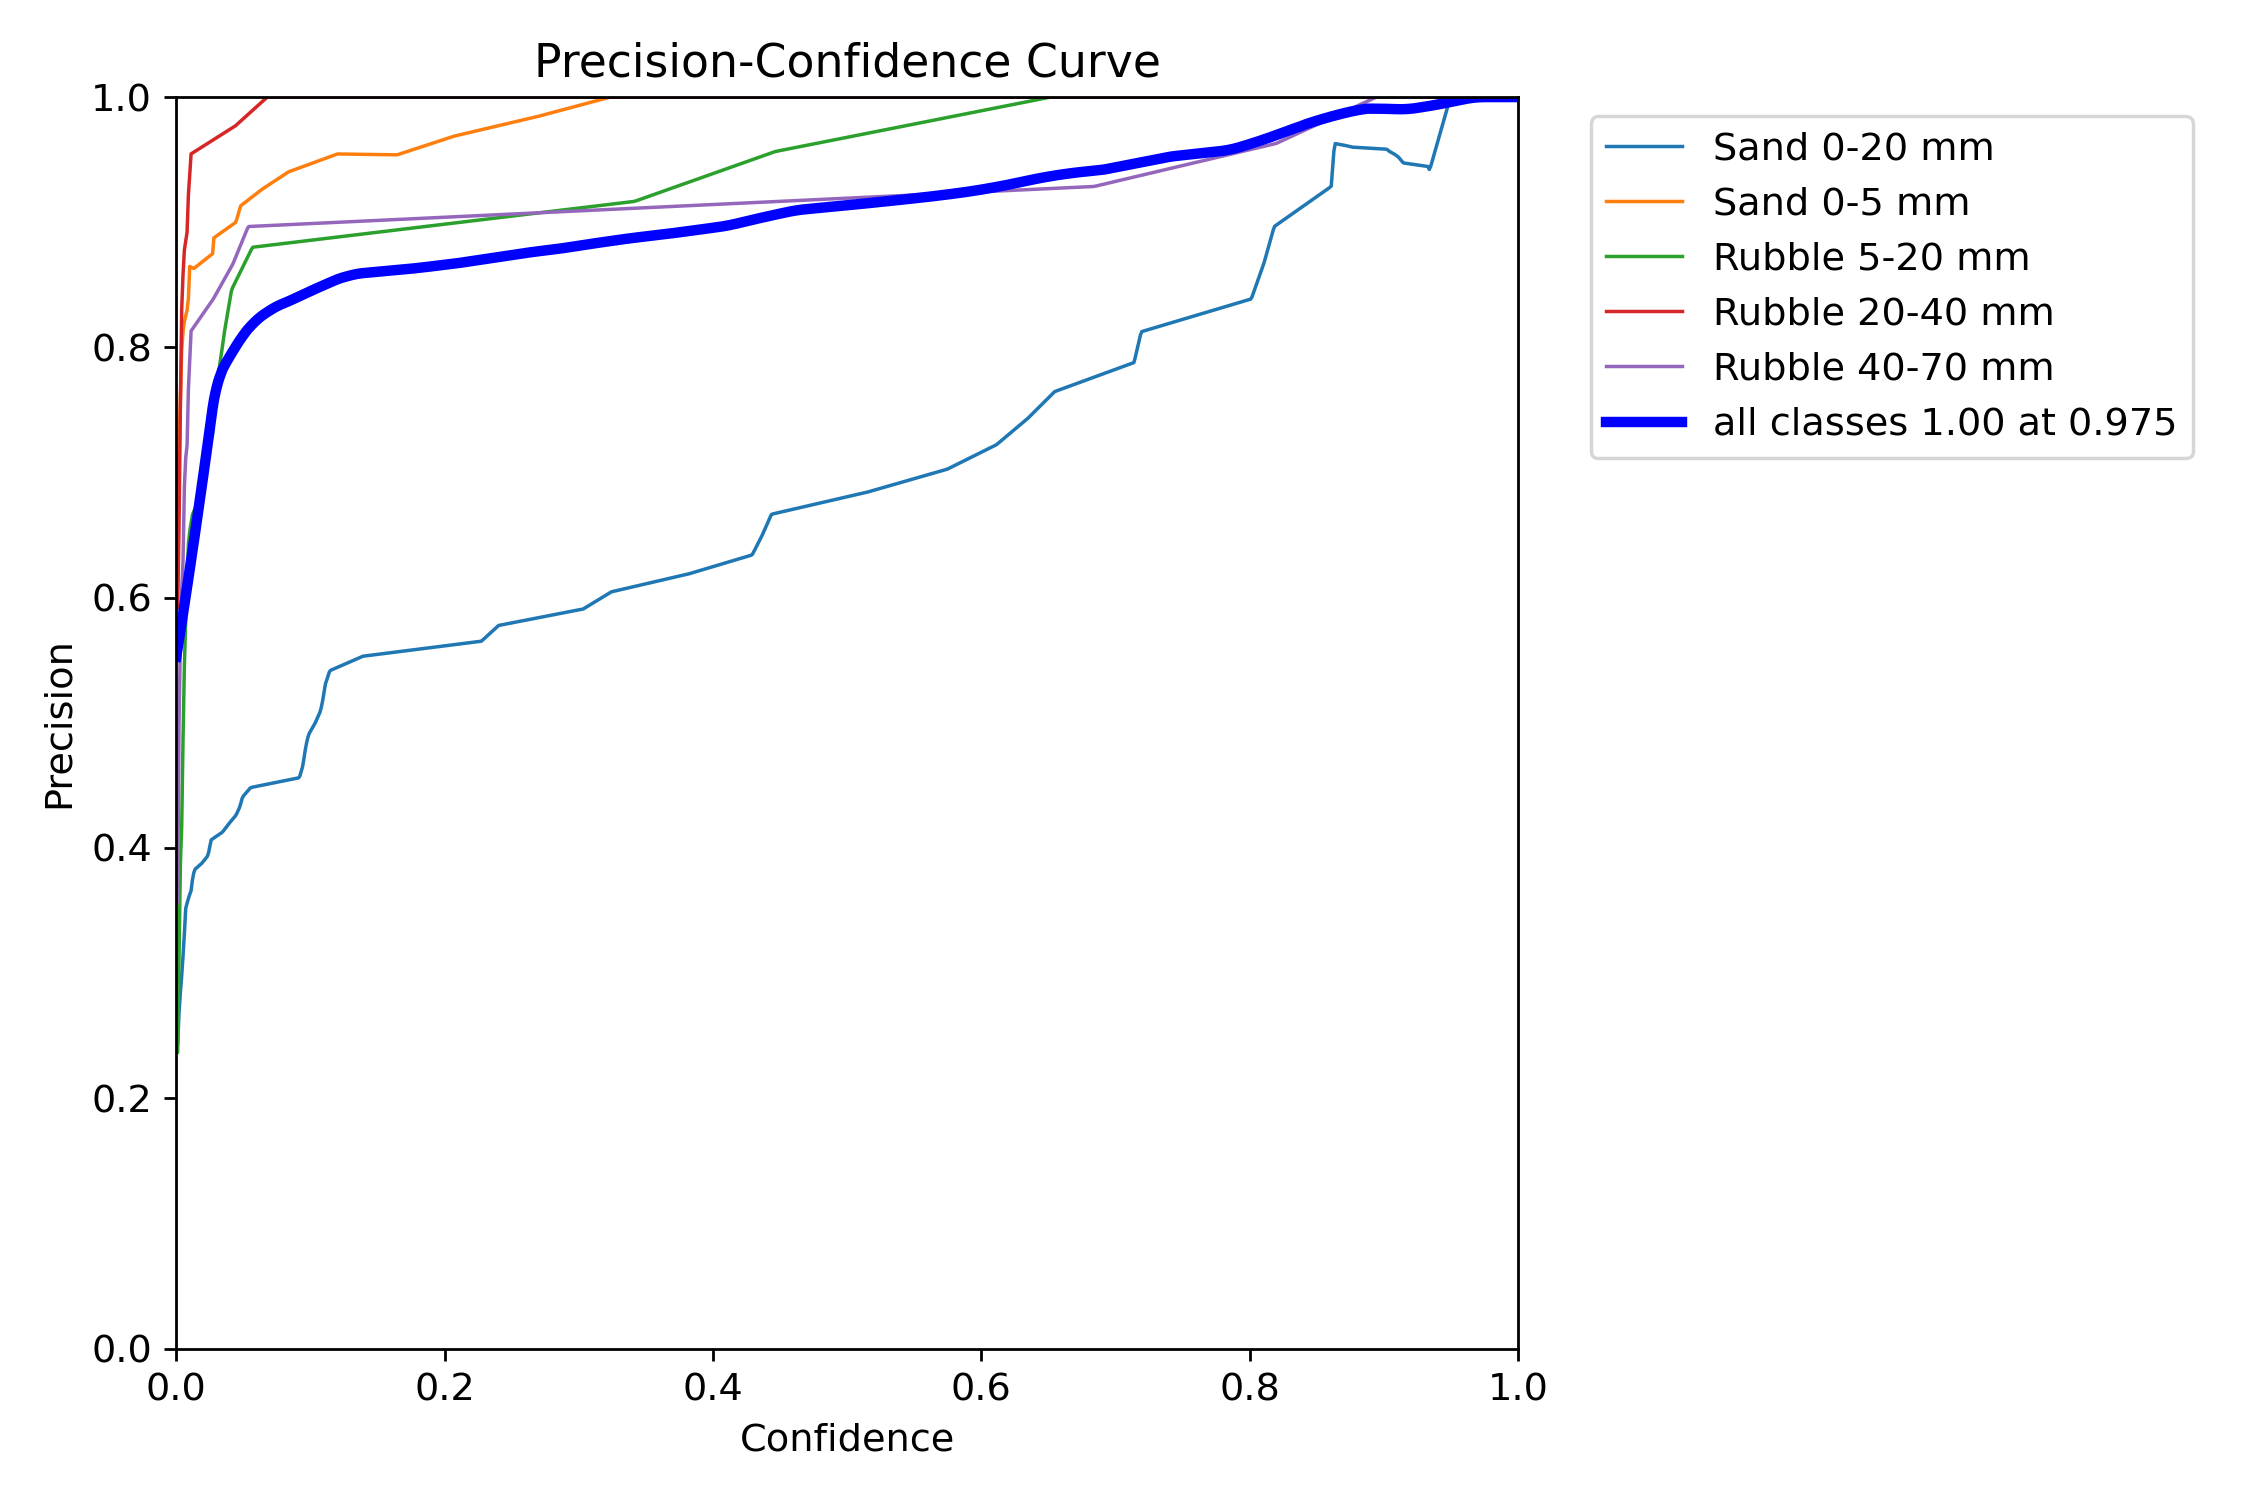 Precision-Confidence Curve
1.0
0.8
0.6
0.4
0.2
0.0
Precision
0.0 0.2 0.4 0.6 0.8 1.0
Confidence
Sand 0-20 mm
Sand 0-5 mm
Rubble 5-20 mm
Rubble 20-40 mm
Rubble 40-70 mm
all classes 1.00 at 0.975